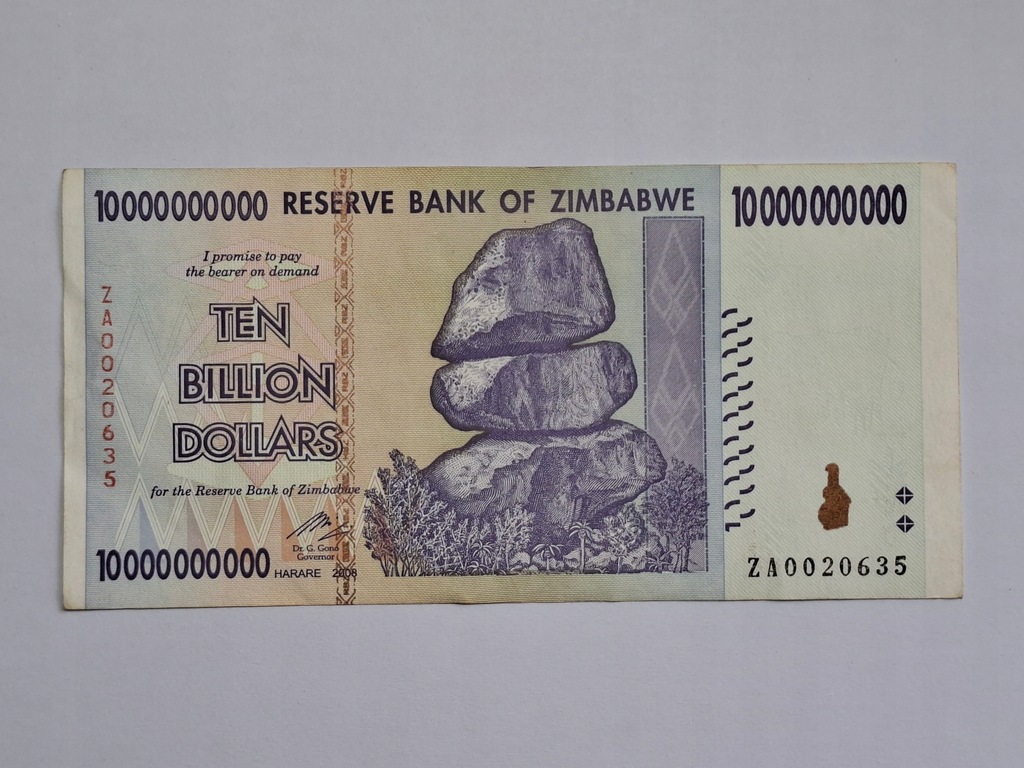 10000000000 RESERVE BANK OF ZIMBABWE 10000000000
I promise to pay
the bearer on demand
ZA0020635
TEN
BILLION
DOLLARS
for the Reserve Bank of Zimbabwe
Dr. G. Gono
Governor
10000000000 HARARE 2008
ZA0020635